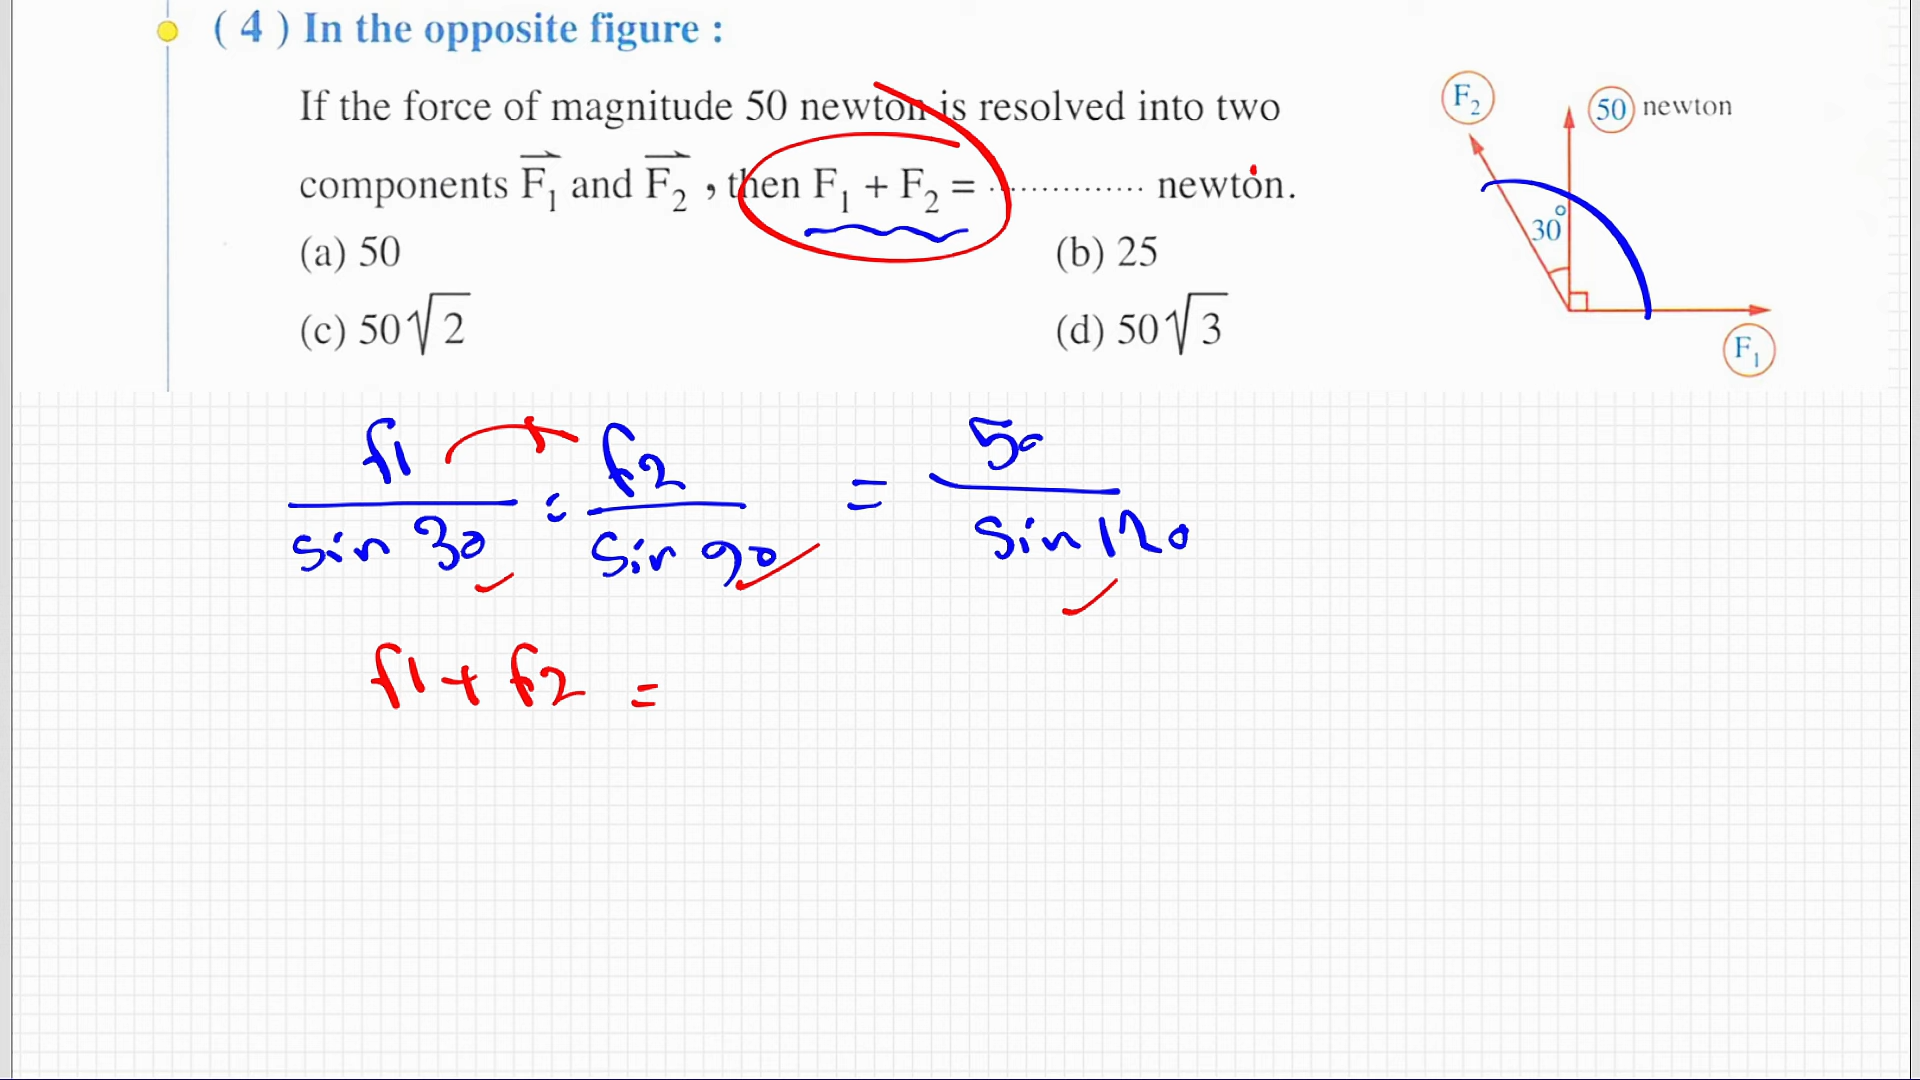 ( 4 ) In the opposite figure :
If the force of magnitude 50 newton is resolved into two
components F₁ and F₂ , then F₁ + F₂ = .............. newton.
(a) 50
(b) 25
(c) 50√2
(d) 50√3
F₂
50 newton
30°
F₁
f1 = f2 = 50
sin 30 sin 90 sin 120
f1 + f2 =